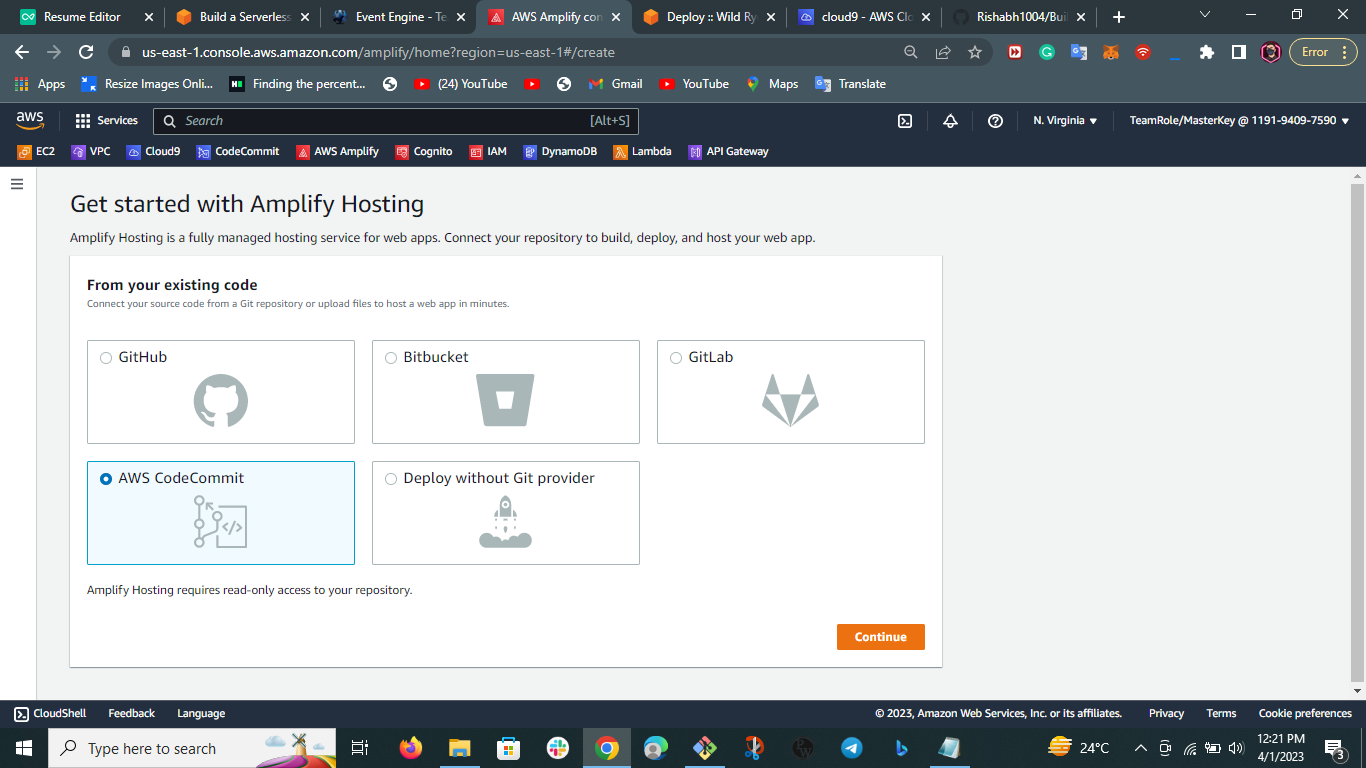 Resume Editor
Build a Serverless
Event Engine - Te
AWS Amplify con
Deploy :: Wild Ry
cloud9 - AWS Clo
Rishabh1004/Buil
us-east-1.console.aws.amazon.com/amplify/home?region=us-east-1#/create
Error
Apps
Resize Images Onli...
Finding the percent...
(24) YouTube
Gmail
YouTube
Maps
Translate
aws
Services
Search
[Alt+S]
N. Virginia
TeamRole/MasterKey @ 1191-9409-7590
EC2
VPC
Cloud9
CodeCommit
AWS Amplify
Cognito
IAM
DynamoDB
Lambda
API Gateway
Get started with Amplify Hosting
Amplify Hosting is a fully managed hosting service for web apps. Connect your repository to build, deploy, and host your web app.
From your existing code
Connect your source code from a Git repository or upload files to host a web app in minutes.
GitHub
Bitbucket
GitLab
AWS CodeCommit
Deploy without Git provider
Amplify Hosting requires read-only access to your repository.
Continue
CloudShell
Feedback
Language
© 2023, Amazon Web Services, Inc. or its affiliates.
Privacy
Terms
Cookie preferences
Type here to search
24°C
12:21 PM
4/1/2023
3